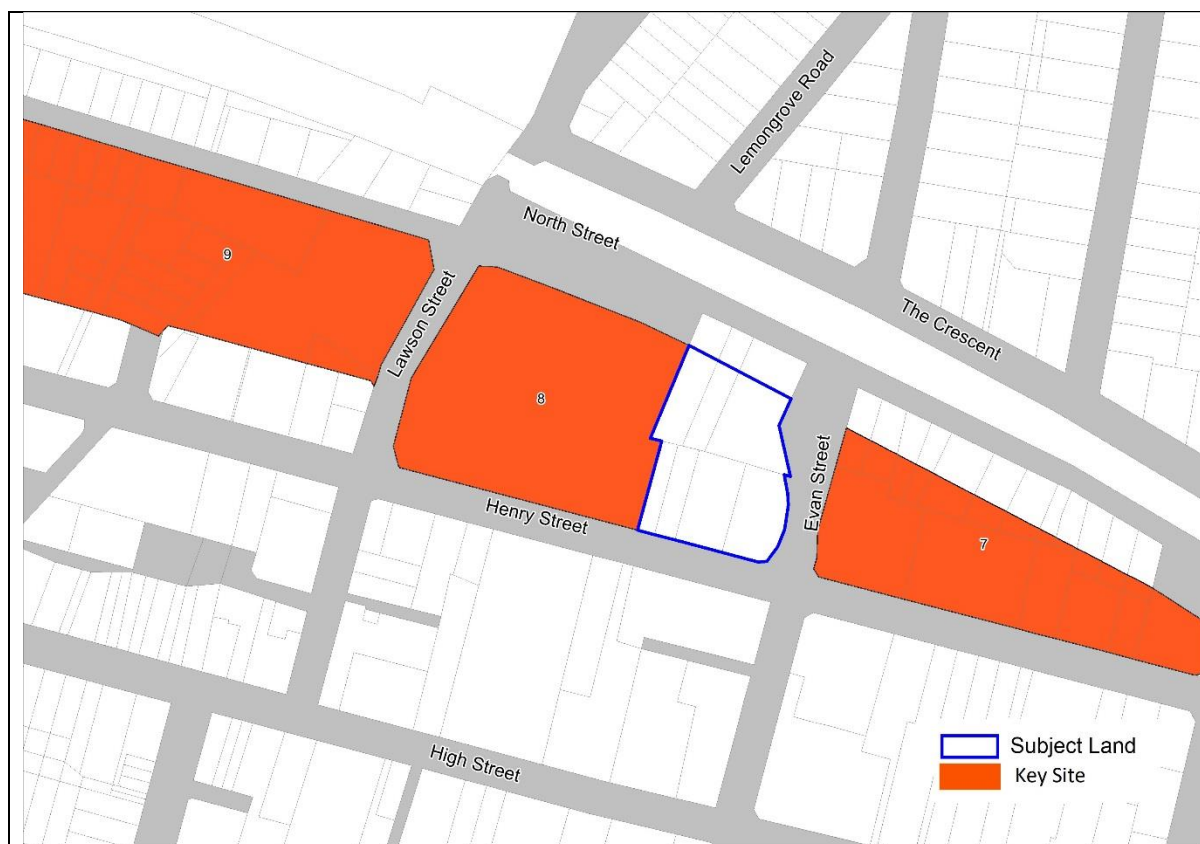 Lemongrove Road
North Street
9
Lawson Street
The Crescent
8
Evan Street
7
Henry Street
High Street
Subject Land
Key Site